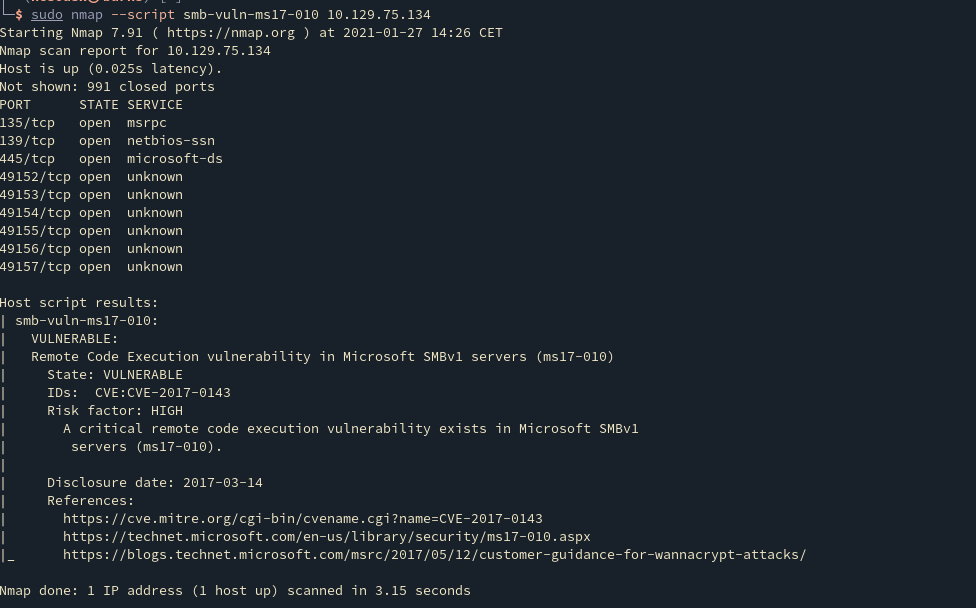 └─$ sudo nmap --script smb-vuln-ms17-010 10.129.75.134
Starting Nmap 7.91 ( https://nmap.org ) at 2021-01-27 14:26 CET
Nmap scan report for 10.129.75.134
Host is up (0.025s latency).
Not shown: 991 closed ports
PORT      STATE SERVICE
135/tcp   open  msrpc
139/tcp   open  netbios-ssn
445/tcp   open  microsoft-ds
49152/tcp open  unknown
49153/tcp open  unknown
49154/tcp open  unknown
49155/tcp open  unknown
49156/tcp open  unknown
49157/tcp open  unknown

Host script results:
| smb-vuln-ms17-010:
|   VULNERABLE:
|   Remote Code Execution vulnerability in Microsoft SMBv1 servers (ms17-010)
|     State: VULNERABLE
|     IDs:  CVE:CVE-2017-0143
|     Risk factor: HIGH
|       A critical remote code execution vulnerability exists in Microsoft SMBv1
|        servers (ms17-010).
|
|     Disclosure date: 2017-03-14
|     References:
|       https://cve.mitre.org/cgi-bin/cvename.cgi?name=CVE-2017-0143
|       https://technet.microsoft.com/en-us/library/security/ms17-010.aspx
|_      https://blogs.technet.microsoft.com/msrc/2017/05/12/customer-guidance-for-wannacrypt-attacks/

Nmap done: 1 IP address (1 host up) scanned in 3.15 seconds